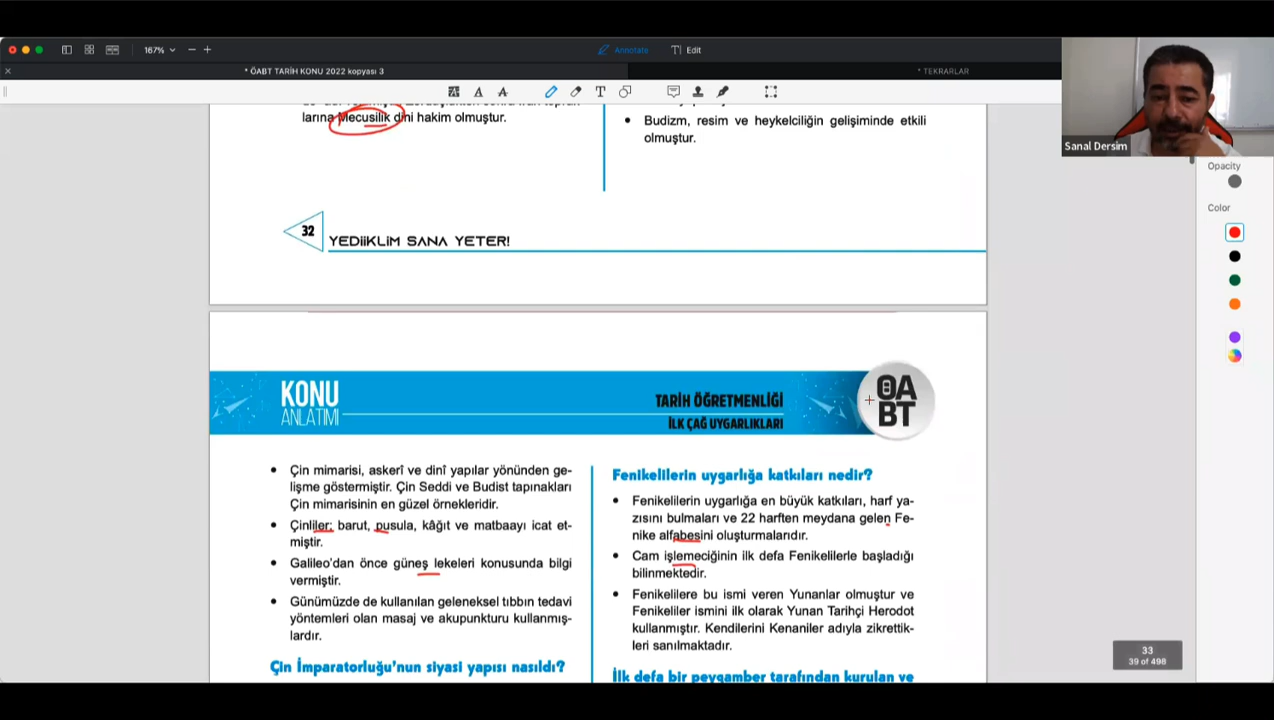 167%
Annotate
Edit
* ÖABT TARİH KONU 2022 kopyası 3
* TEKRARLAR
larına Mecusilik dini hakim olmuştur.
Budizm, resim ve heykelciliğin gelişiminde etkili
olmuştur.
Sanal Dersim
Opacity
Color
32
YEDİİKLİM SANA YETER!
KONU
ANLATIMI
TARİH ÖĞRETMENLİĞİ
İLK ÇAĞ UYGARLIKLARI
ÖA
BT
Çin mimarisi, askerî ve dinî yapılar yönünden ge-
lişme göstermiştir. Çin Seddi ve Budist tapınakları
Çin mimarisinin en güzel örnekleridir.
Çinliler; barut, pusula, kâğıt ve matbaayı icat et-
miştir.
Galileo'dan önce güneş lekeleri konusunda bilgi
vermiştir.
Günümüzde de kullanılan geleneksel tıbbın tedavi
yöntemleri olan masaj ve akupunkturu kullanmış-
lardır.
Çin İmparatorluğu'nun siyasi yapısı nasıldı?
Fenikelilerin uygarlığa katkıları nedir?
Fenikelilerin uygarlığa en büyük katkıları, harf ya-
zısını bulmaları ve 22 harften meydana gelen Fe-
nike alfabesini oluşturmalarıdır.
Cam işlemeciğinin ilk defa Fenikelilerle başladığı
bilinmektedir.
Fenikelilere bu ismi veren Yunanlar olmuştur ve
Fenikeliler ismini ilk olarak Yunan Tarihçi Herodot
kullanmıştır. Kendilerini Kenaniler adıyla zikrettik-
leri sanılmaktadır.
İlk defa bir peygamber tarafından kurulan ve
33
39 of 498